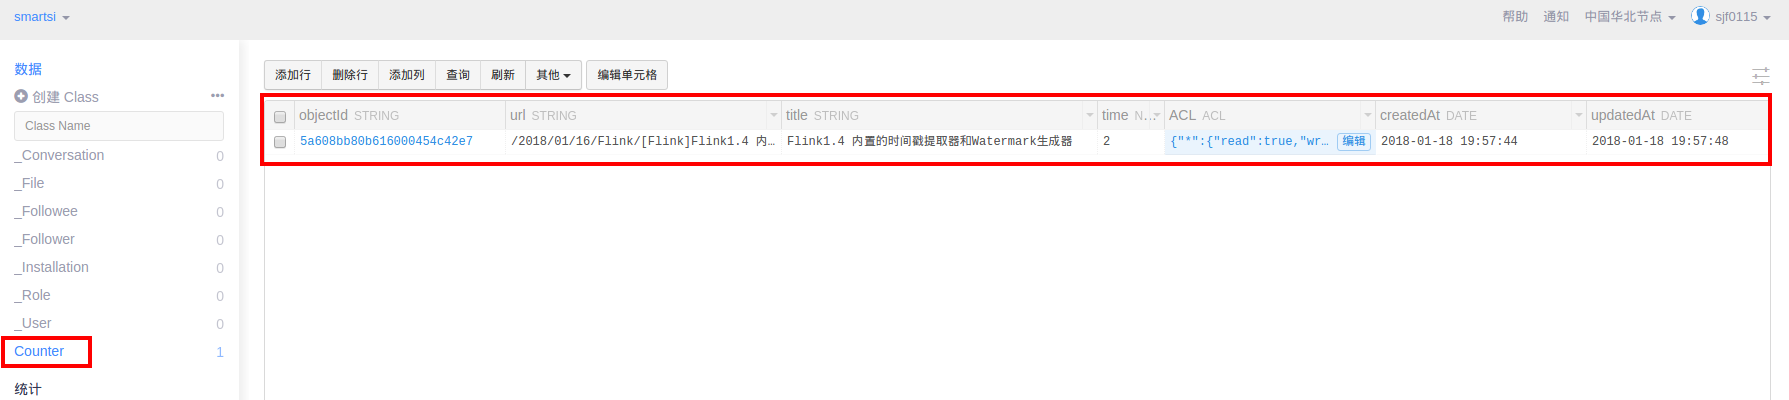 smartsi
帮助 通知 中国华北节点 sjf0115
数据
创建 Class
Class Name
_Conversation 0
_File 0
_Followee 0
_Follower 0
_Installation 0
_Role 0
_User 0
Counter 1
统计
添加行 删除行 添加列 查询 刷新 其他 编辑单元格
objectId STRING url STRING title STRING time N... ACL ACL createdAt DATE updatedAt DATE
5a608bb80b616000454c42e7 /2018/01/16/Flink/[Flink]Flink1.4 内... Flink1.4 内置的时间戳提取器和Watermark生成器 2 {"*":{"read":true,"wr... 编辑 2018-01-18 19:57:44 2018-01-18 19:57:48